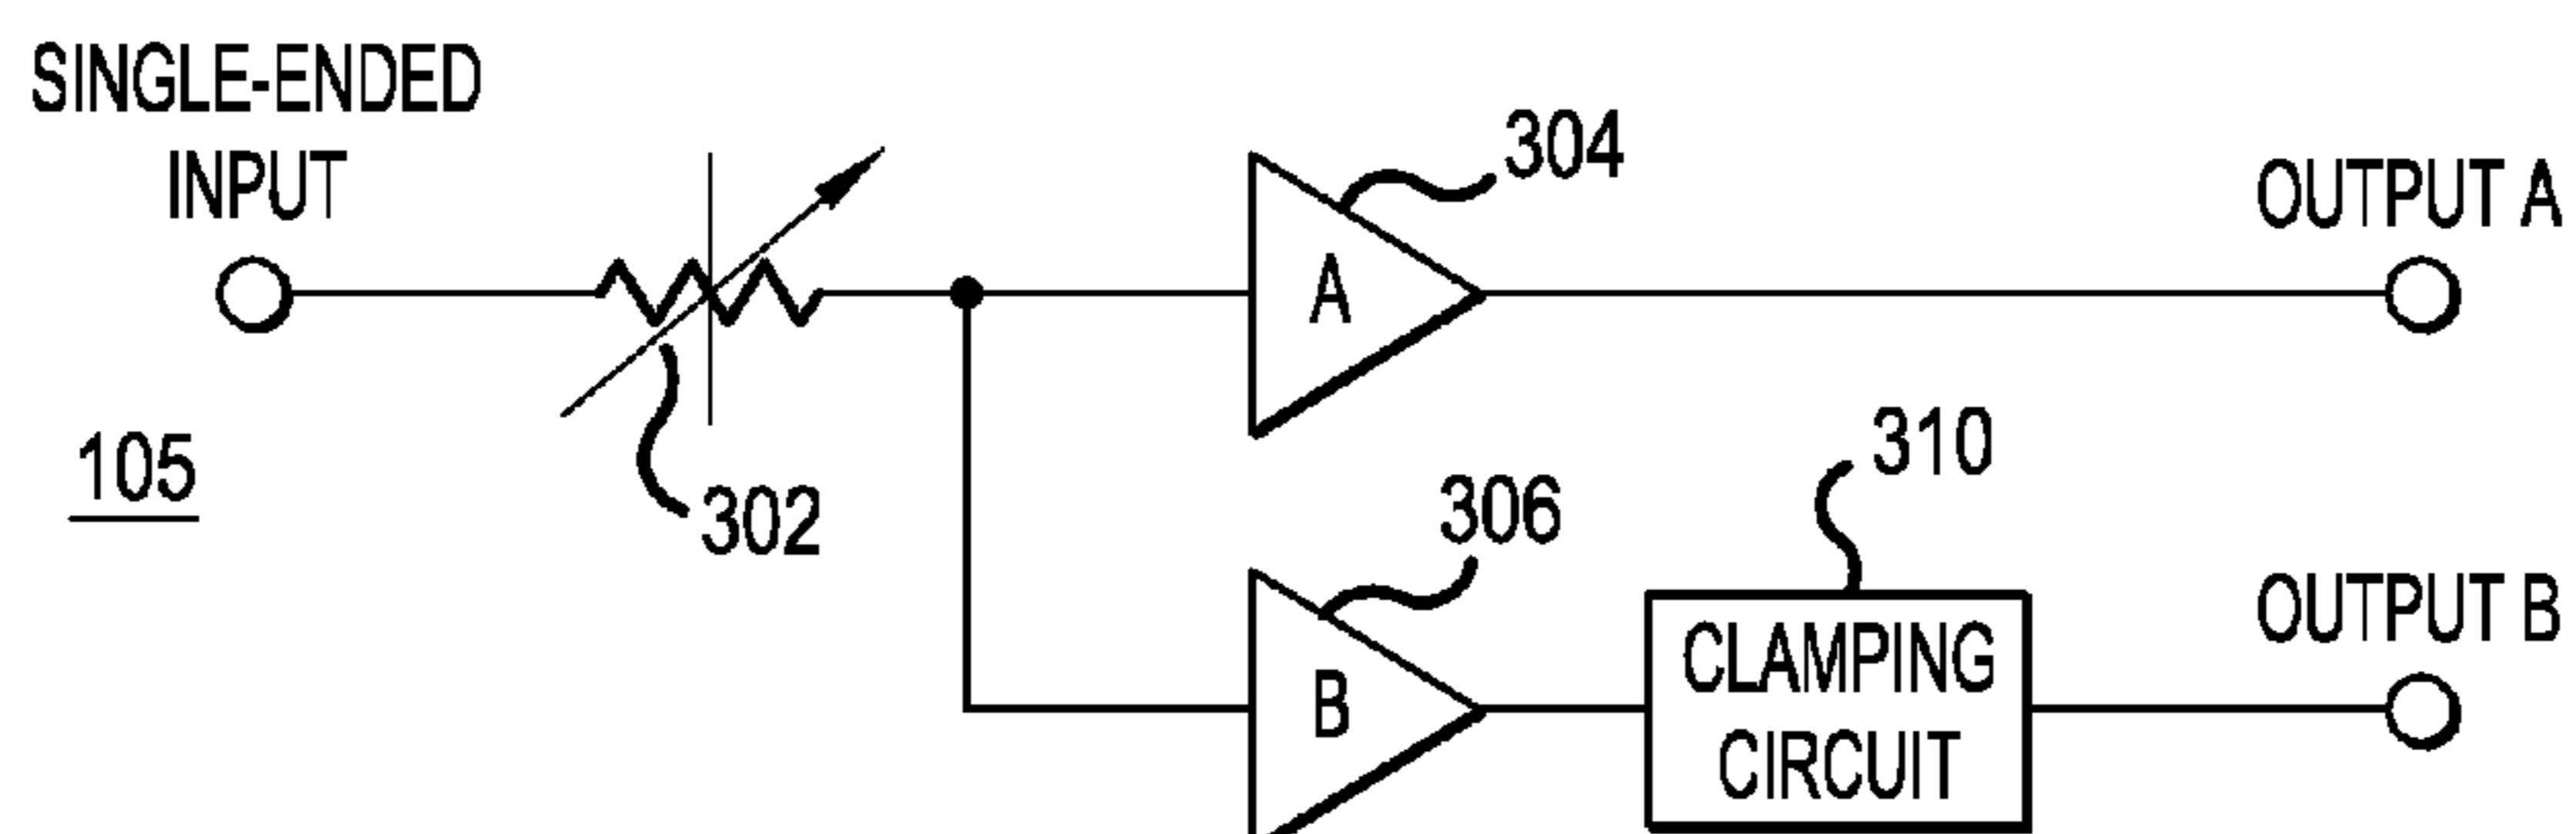 SINGLE-ENDED
INPUT
304
OUTPUT A
A
105
302
306
310
B
CLAMPING
CIRCUIT
OUTPUT B